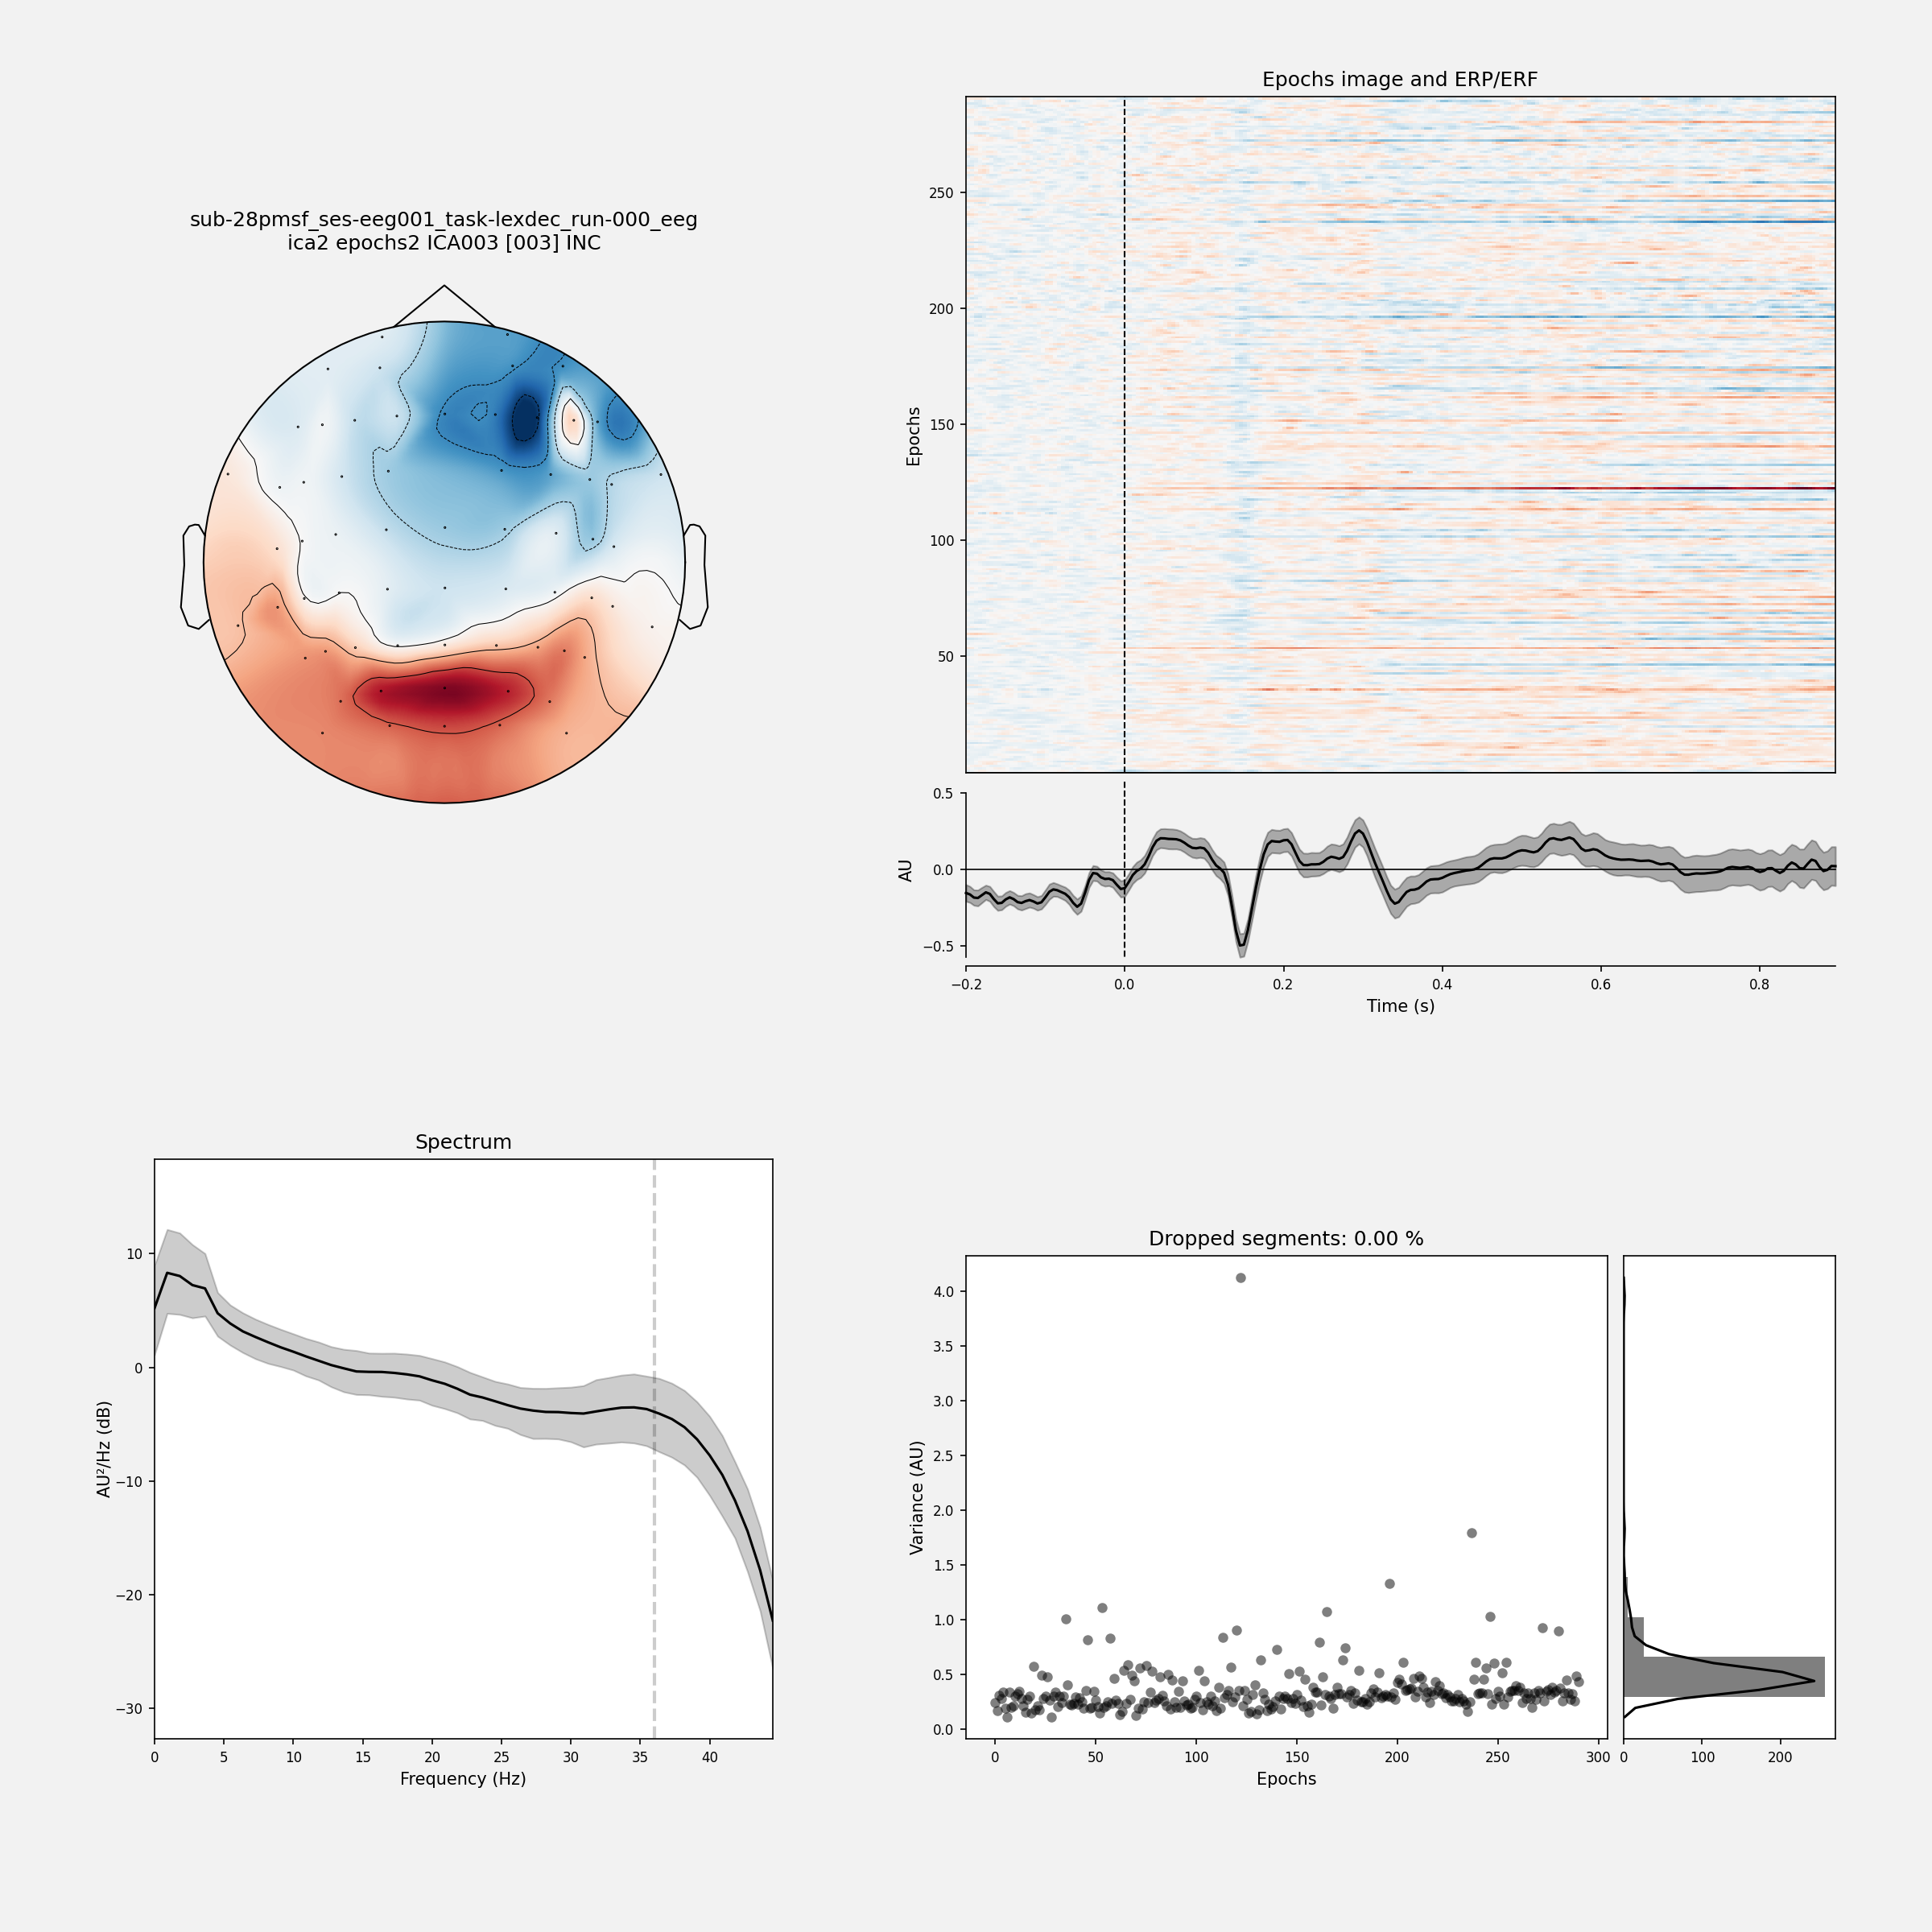 sub-28pmsf_ses-eeg001_task-lexdec_run-000_eeg
ica2 epochs2 ICA003 [003] INC
Epochs image and ERP/ERF
250
200
150
100
50
Epochs
0.5
0.0
−0.5
AU
−0.2 0.0 0.2 0.4 0.6 0.8
Time (s)
Spectrum
10
0
−10
−20
−30
AU²/Hz (dB)
0 5 10 15 20 25 30 35 40
Frequency (Hz)
Dropped segments: 0.00 %
4.0
3.5
3.0
2.5
2.0
1.5
1.0
0.5
0.0
Variance (AU)
0 50 100 150 200 250 300
Epochs
0 100 200